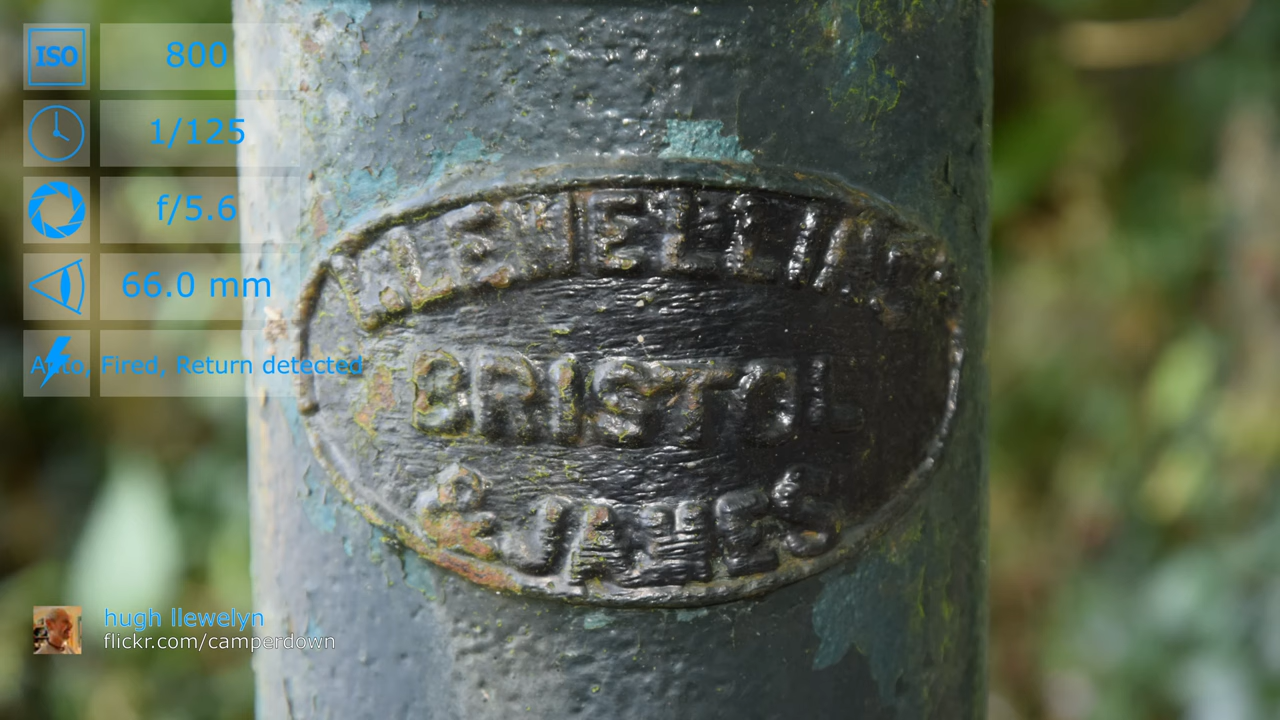 ISO 800
1/125
f/5.6
66.0 mm
Auto, Fired, Return detected
LLEWELLINS
BRISTOL
& JAMES
hugh llewelyn
flickr.com/camperdown